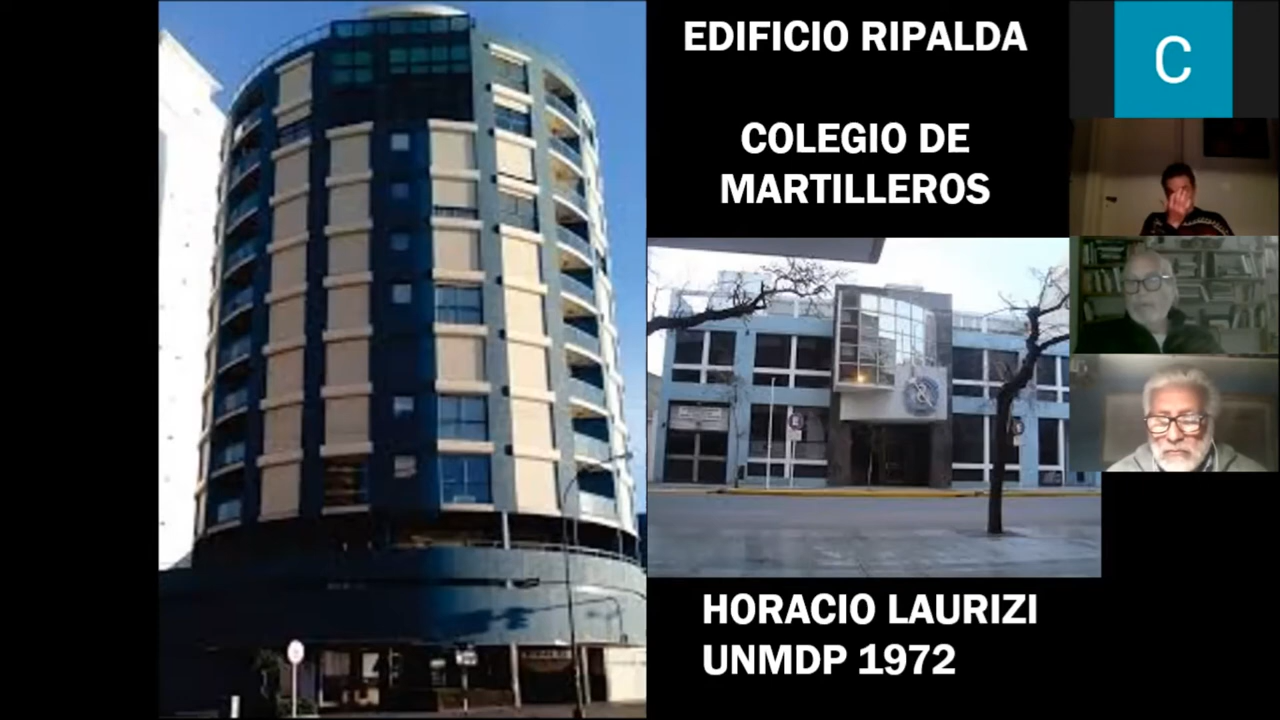 EDIFICIO RIPALDA
COLEGIO DE
MARTILLEROS
HORACIO LAURIZI
UNMDP 1972
C